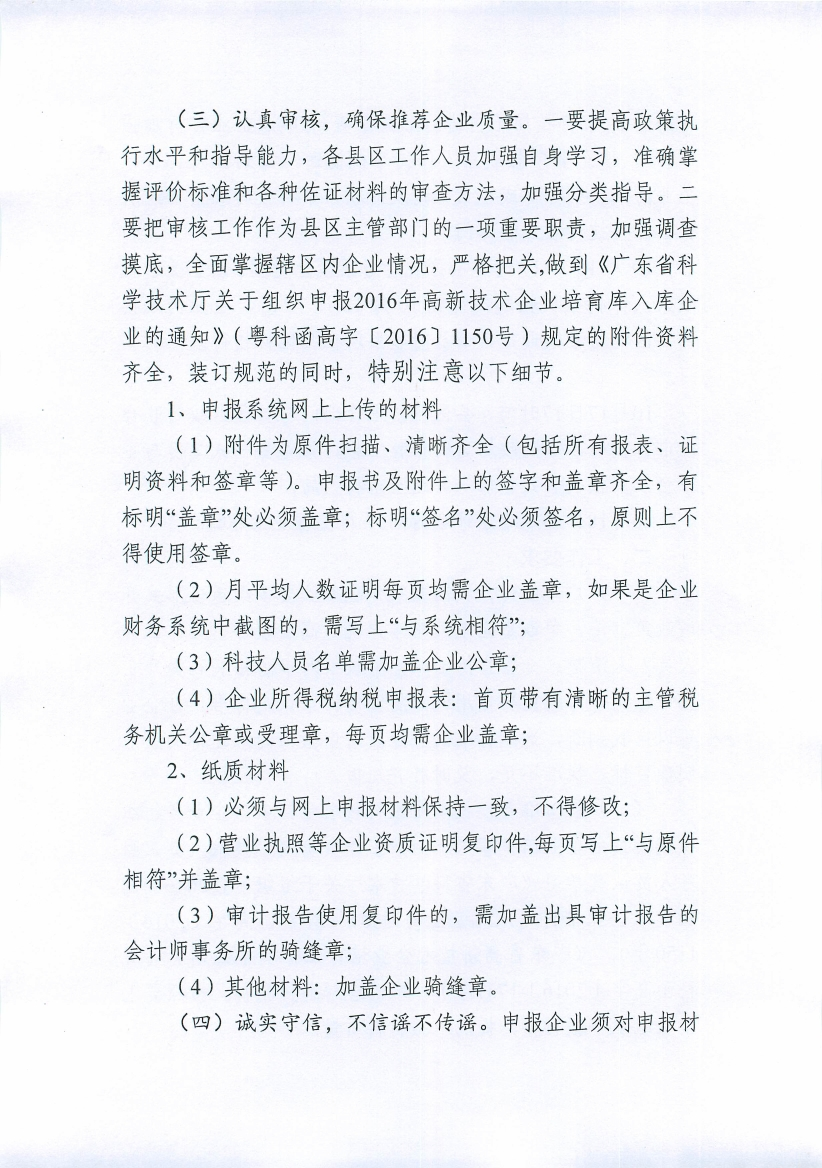 （三）认真审核，确保推荐企业质量。一要提高政策执
行水平和指导能力，各县区工作人员加强自身学习，准确掌
握评价标准和各种佐证材料的审查方法，加强分类指导。二
要把审核工作作为县区主管部门的一项重要职责，加强调查
摸底，全面掌握辖区内企业情况，严格把关,做到《广东省科
学技术厅关于组织申报2016年高新技术企业培育库入库企
业的通知》（粤科函高字〔2016〕1150号）规定的附件资料
齐全，装订规范的同时，特别注意以下细节。
1、申报系统网上上传的材料
（1）附件为原件扫描、清晰齐全（包括所有报表、证
明资料和签章等）。申报书及附件上的签字和盖章齐全，有
标明“盖章”处必须盖章；标明“签名”处必须签名，原则上不
得使用签章。
（2）月平均人数证明每页均需企业盖章，如果是企业
财务系统中截图的，需写上“与系统相符”；
（3）科技人员名单需加盖企业公章；
（4）企业所得税纳税申报表：首页带有清晰的主管税
务机关公章或受理章，每页均需企业盖章；
2、纸质材料
（1）必须与网上申报材料保持一致，不得修改；
（2）营业执照等企业资质证明复印件,每页写上“与原件
相符”并盖章；
（3）审计报告使用复印件的，需加盖出具审计报告的
会计师事务所的骑缝章；
（4）其他材料：加盖企业骑缝章。
（四）诚实守信，不信谣不传谣。申报企业须对申报材